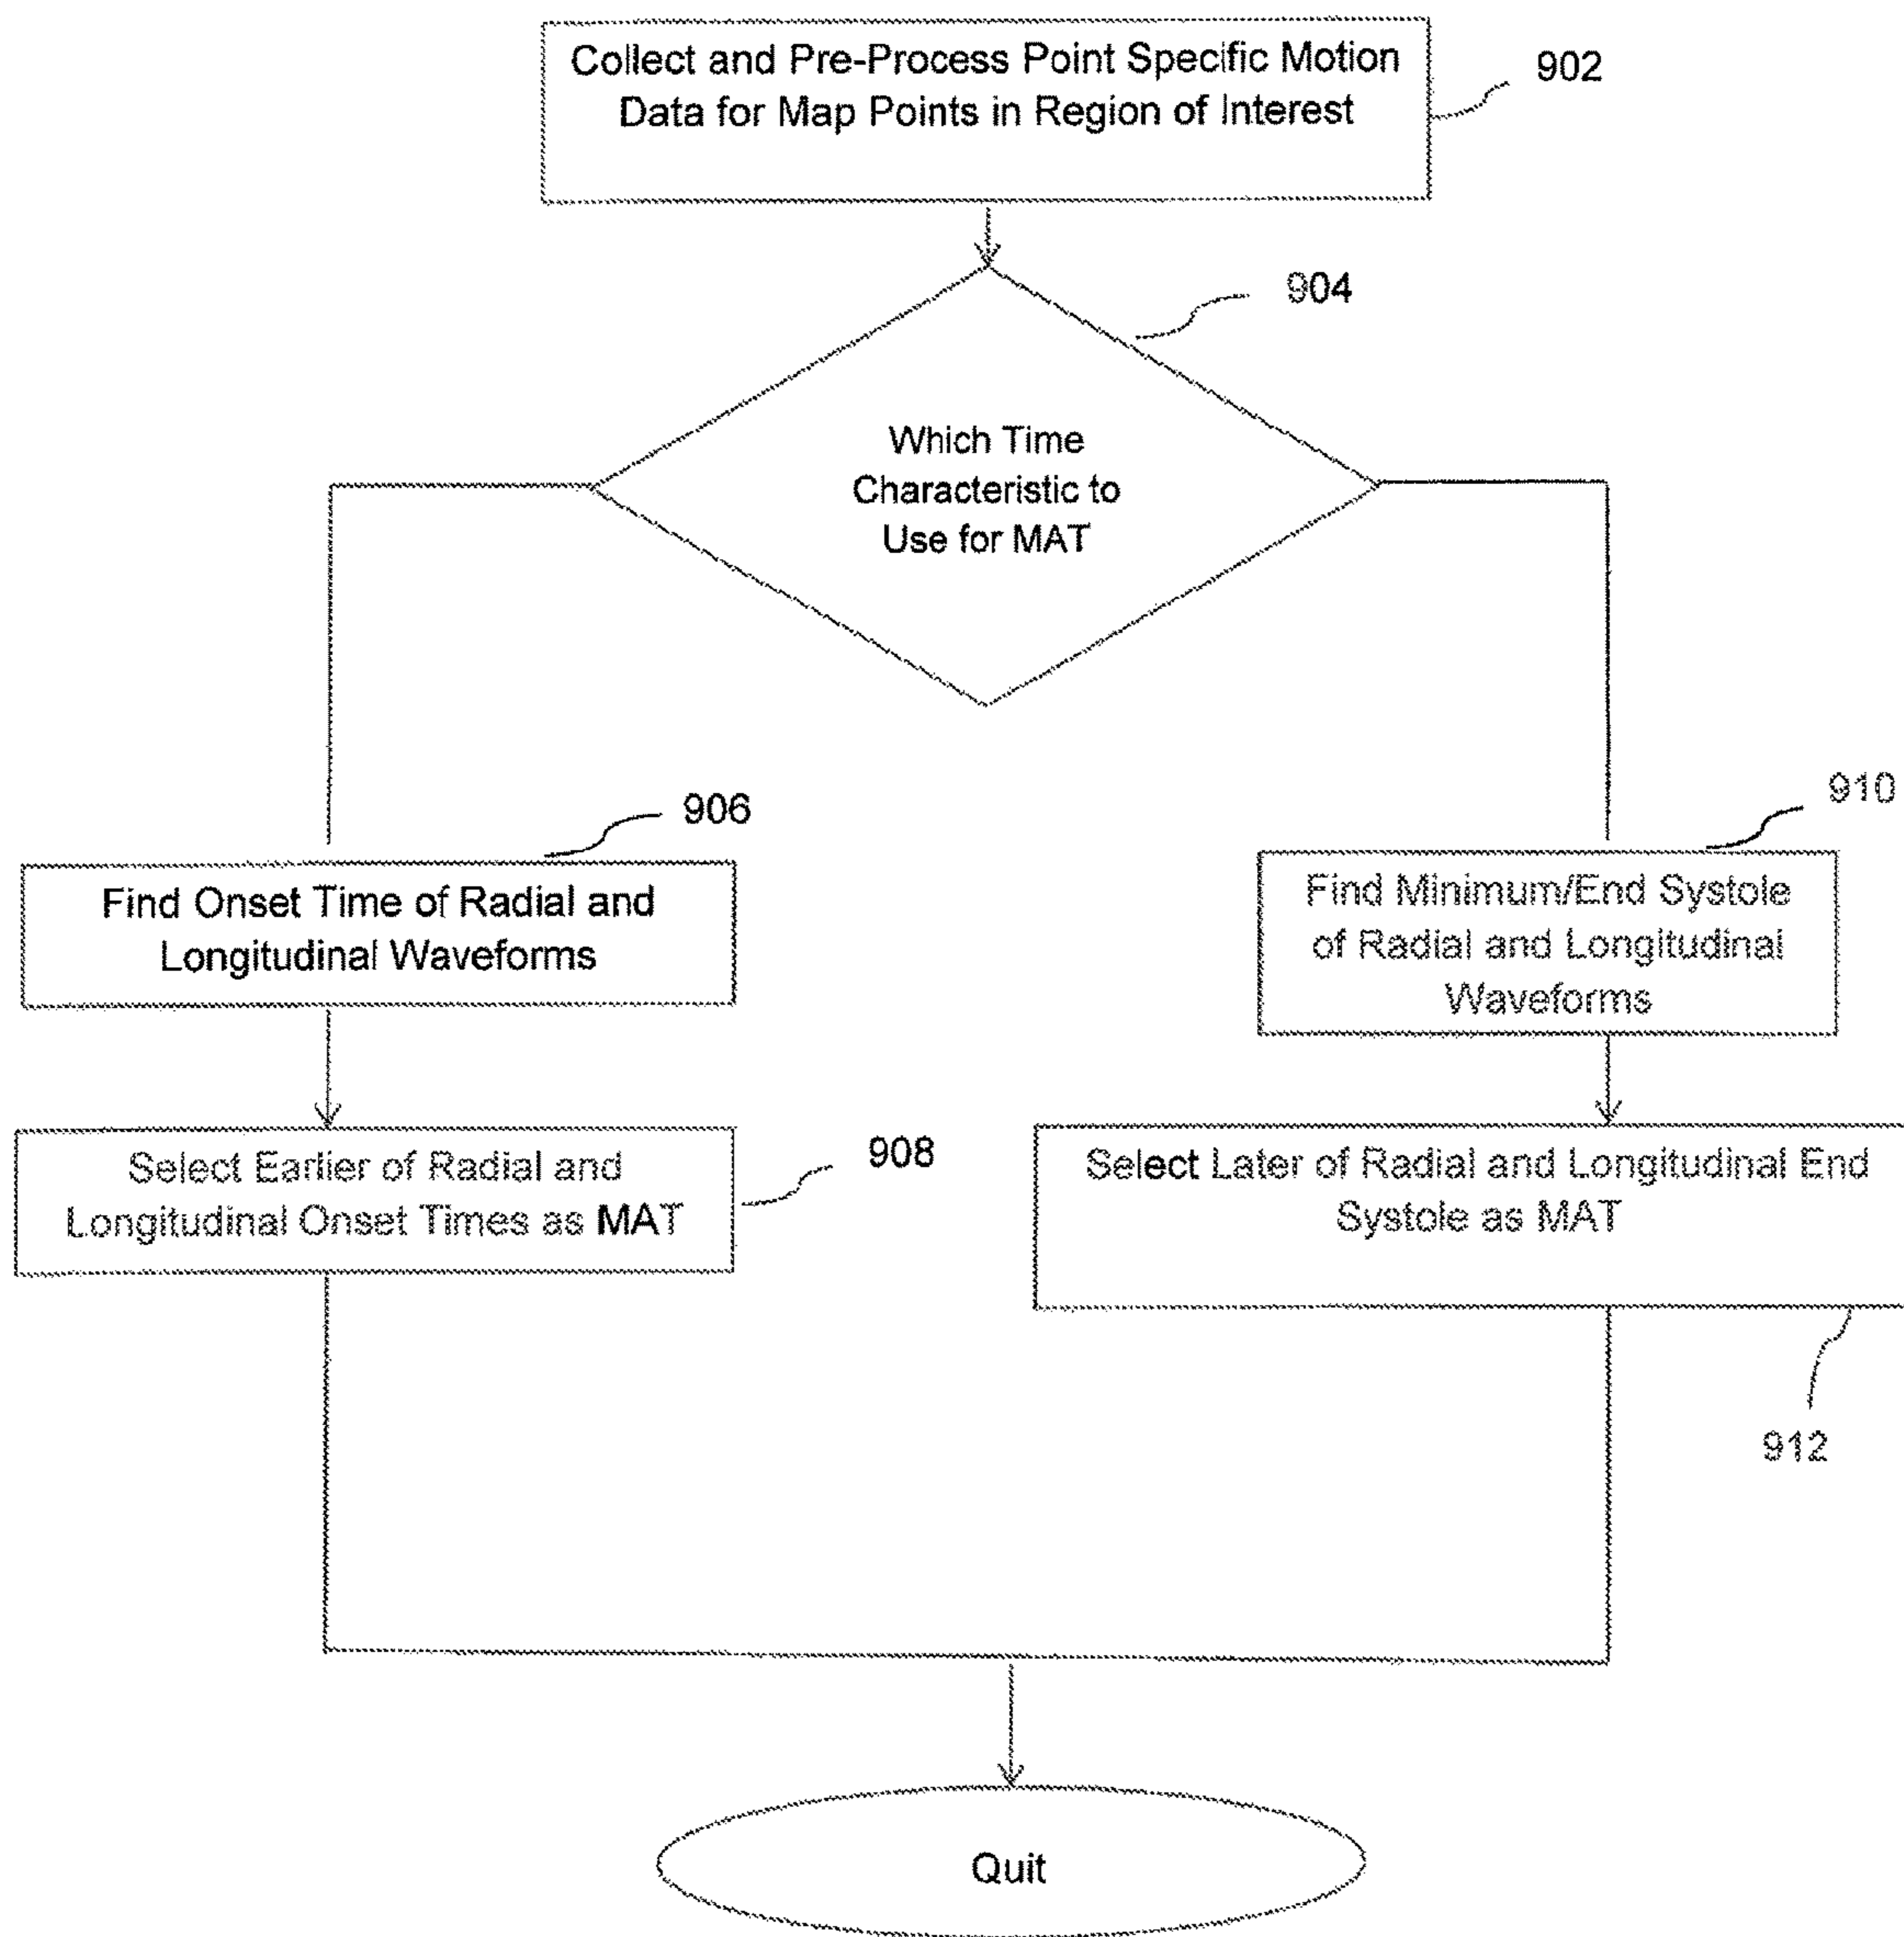 Collect and Pre-Process Point Specific Motion
Data for Map Points in Region of Interest
902
904
Which Time
Characteristic to
Use for MAT
906
910
Find Onset Time of Radial and
Longitudinal Waveforms
Find Minimum/End Systole
of Radial and Longitudinal
Waveforms
Select Earlier of Radial and
Longitudinal Onset Times as MAT
908
Select Later of Radial and Longitudinal End
Systole as MAT
912
Quit